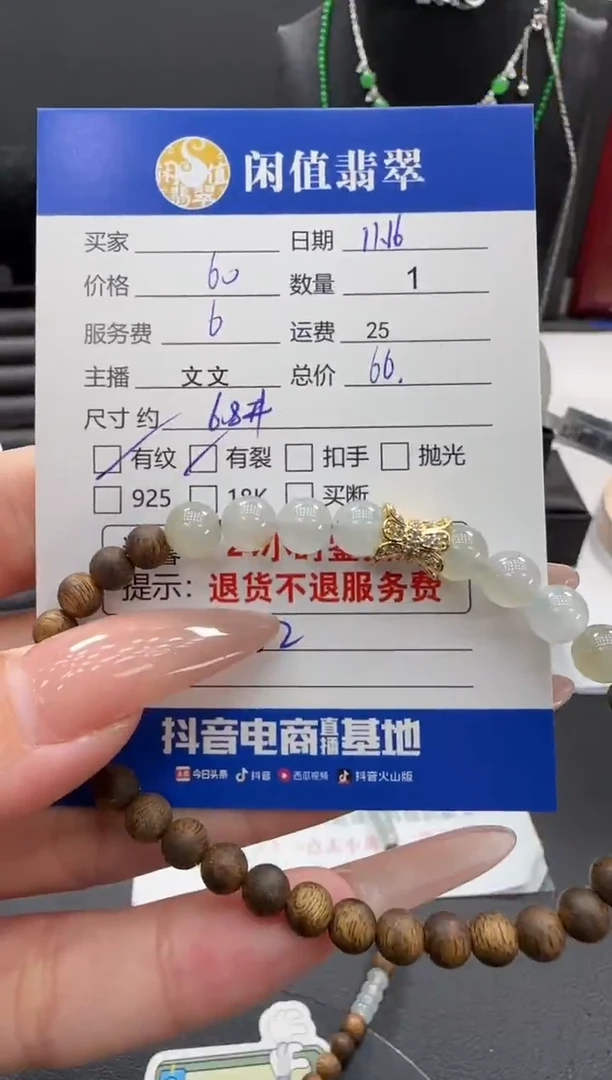 闲值翡翠
闲值翡翠
买家 日期 11.16
价格 60 数量 1
服务费 6 运费 25
主播 文文 总价 66.
尺寸 约 6.8#
有纹 有裂 扣手 抛光
925 18K 买断
提示: 退货不退服务费
2
抖音电商直播基地
今日头条 抖音 西瓜视频 抖音火山版